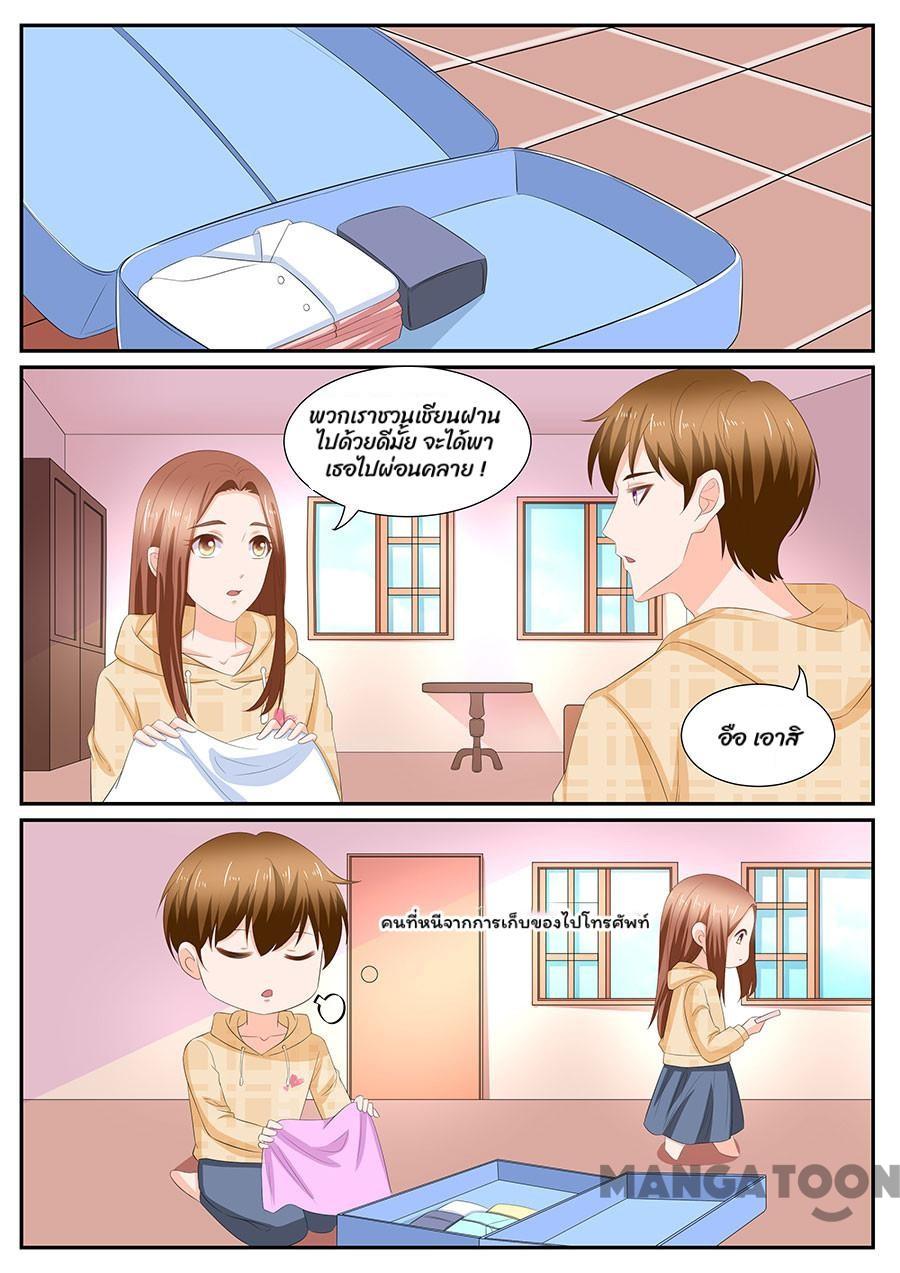 พวกเราชวนเชียนฝาน
ไปด้วยดีมั้ย จะได้พา
เธอไปผ่อนคลาย !
อือ เอาสิ
คนที่หนีจากการเก็บของไปโทรศัพท์
MANGATOON